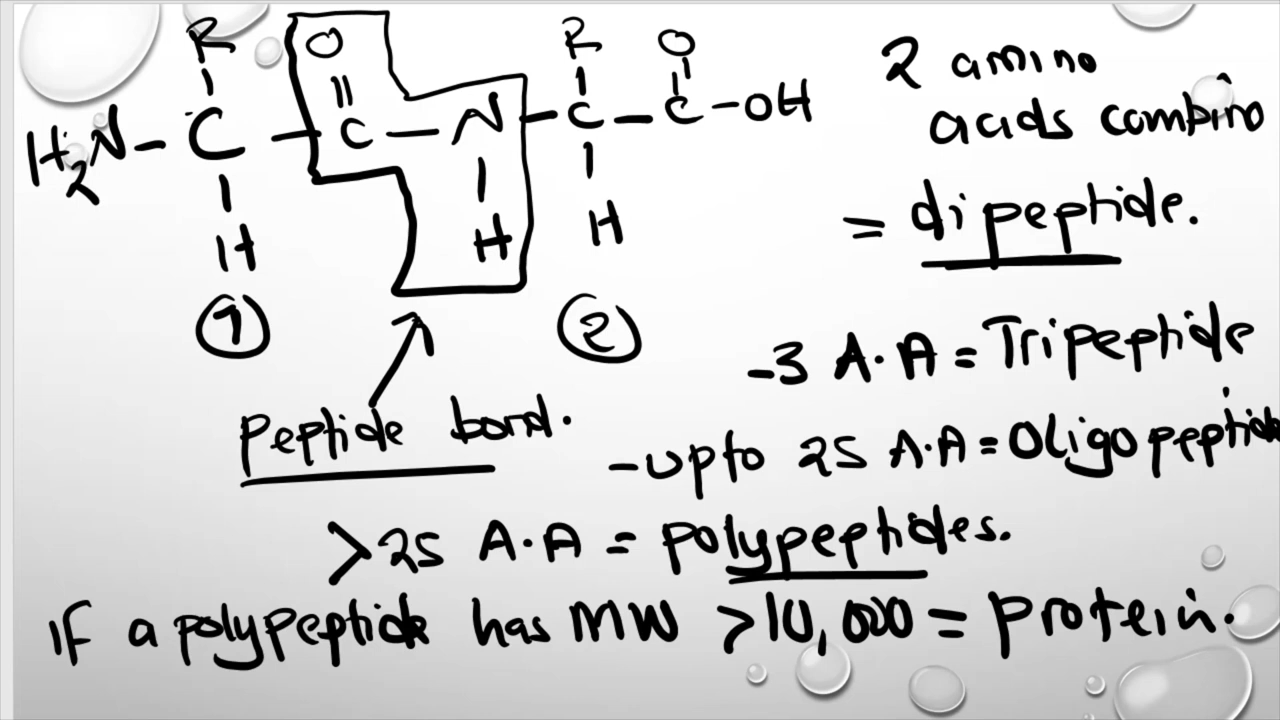 R O R O
H₂N - C - C - N - C - C - OH
H H H
1 2
peptide bond.
2 amino
acids combine
= dipeptide.
- 3 A.A = Tripeptide
- upto 25 A.A = Oligopeptide
> 25 A.A = polypeptides.
If a polypeptide has MW > 10,000 = protein.